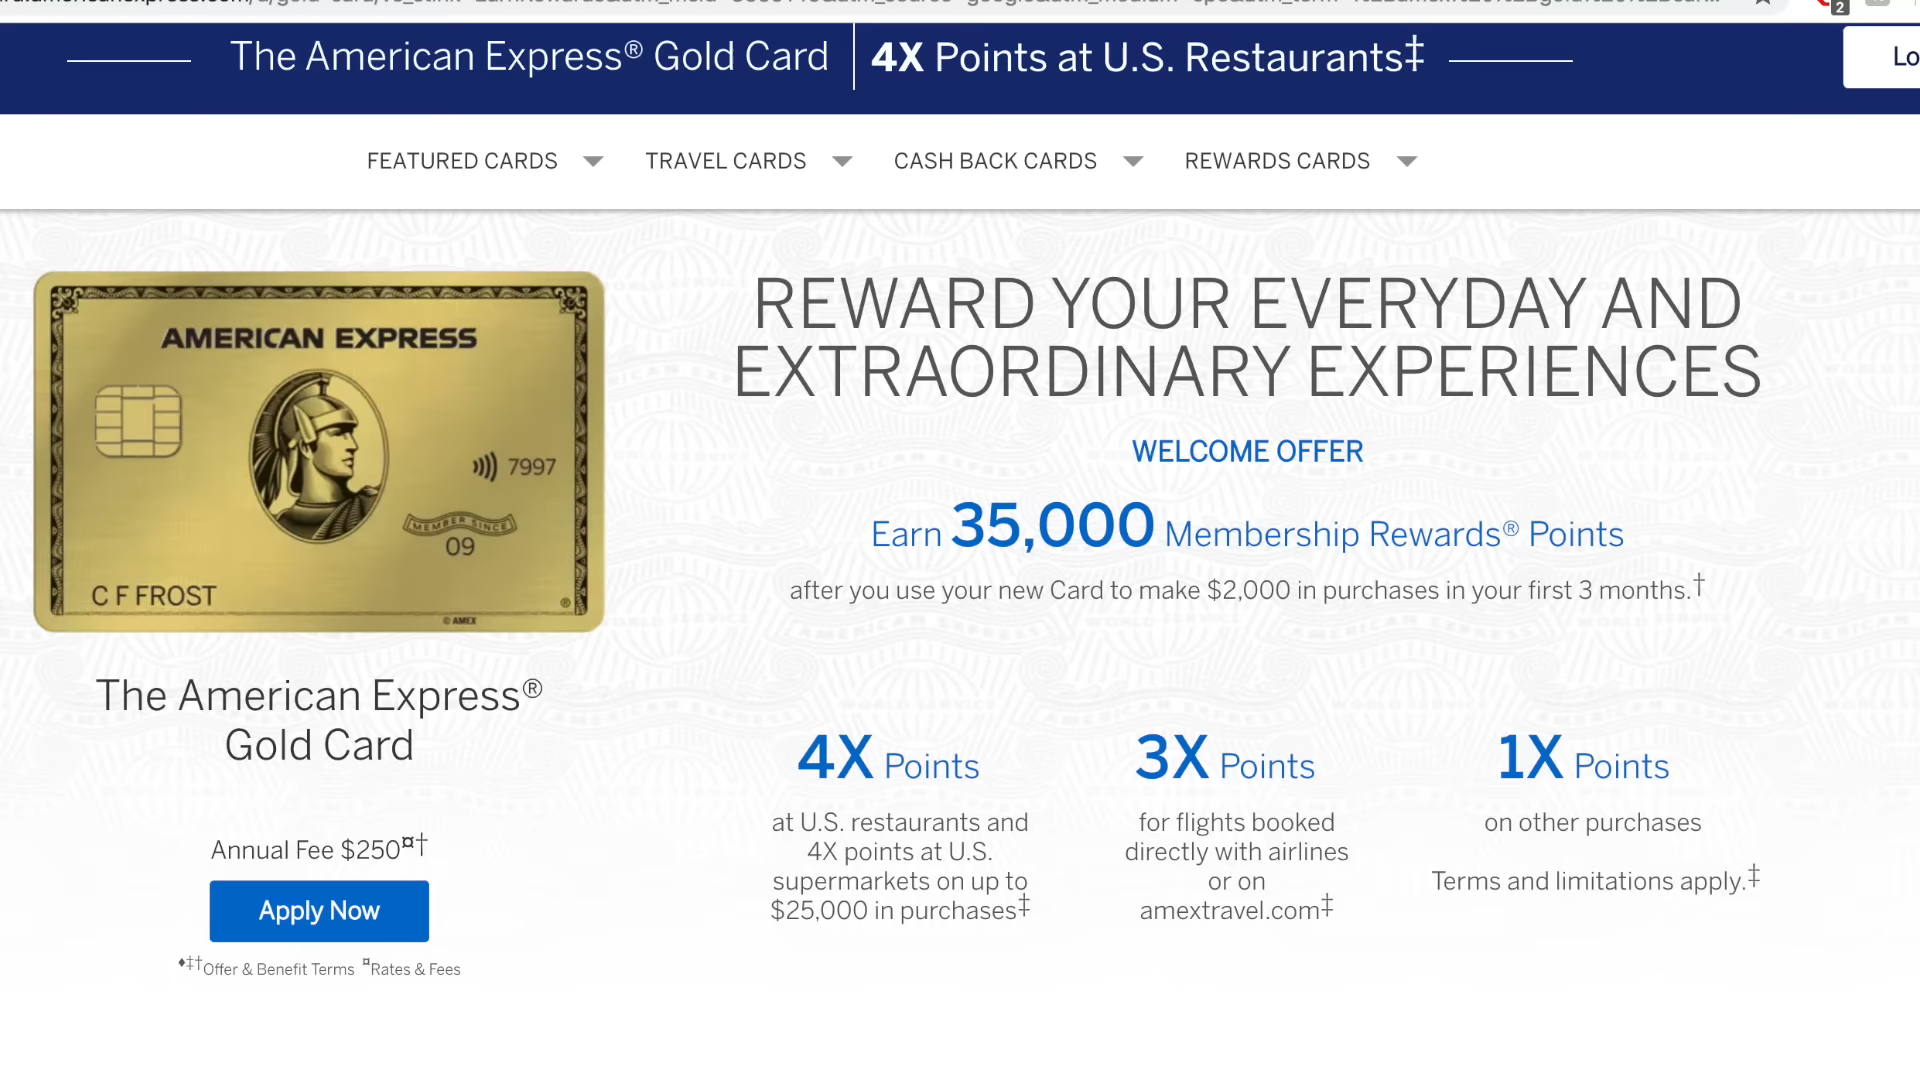 The American Express® Gold Card | 4X Points at U.S. Restaurants‡
Lo
FEATURED CARDS
TRAVEL CARDS
CASH BACK CARDS
REWARDS CARDS
AMERICAN EXPRESS
7997
MEMBER SINCE
09
C F FROST
®
© AMEX
The American Express®
Gold Card
Annual Fee $250¤†
Apply Now
♦‡†Offer & Benefit Terms ¤Rates & Fees
REWARD YOUR EVERYDAY AND
EXTRAORDINARY EXPERIENCES
WELCOME OFFER
Earn 35,000 Membership Rewards® Points
after you use your new Card to make $2,000 in purchases in your first 3 months.†
4X Points
at U.S. restaurants and
4X points at U.S.
supermarkets on up to
$25,000 in purchases‡
3X Points
for flights booked
directly with airlines
or on
amextravel.com‡
1X Points
on other purchases
Terms and limitations apply.‡
2